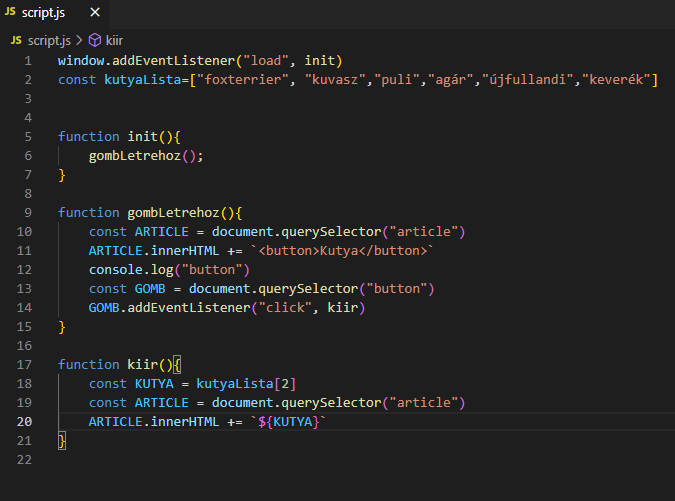 JS script.js ×
JS script.js > kiir
1 window.addEventListener("load", init)
2 const kutyaLista=["foxterrier", "kuvasz","puli","agár","újfullandi","keverék"]
3
4
5 function init(){
6     gombLetrehoz();
7 }
8
9 function gombLetrehoz(){
10     const ARTICLE = document.querySelector("article")
11     ARTICLE.innerHTML += `<button>Kutya</button>`
12     console.log("button")
13     const GOMB = document.querySelector("button")
14     GOMB.addEventListener("click", kiir)
15 }
16
17 function kiir(){
18     const KUTYA = kutyaLista[2]
19     const ARTICLE = document.querySelector("article")
20     ARTICLE.innerHTML += `${KUTYA}`
21 }
22